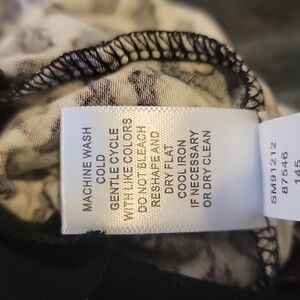 MACHINE WASH
COLD
GENTLE CYCLE
WITH LIKE COLORS
DO NOT BLEACH
RESHAPE AND
DRY FLAT
COOL IRON
IF NECESSARY
OR DRY CLEAN
SM91212
87546
145